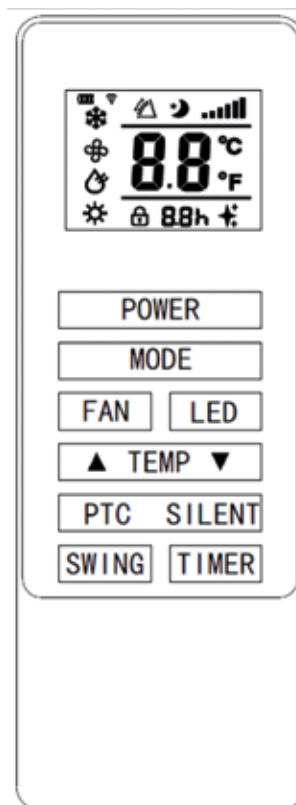 8.8 °C
°F
88h
POWER
MODE
FAN LED
▲ TEMP ▼
PTC SILENT
SWING TIMER